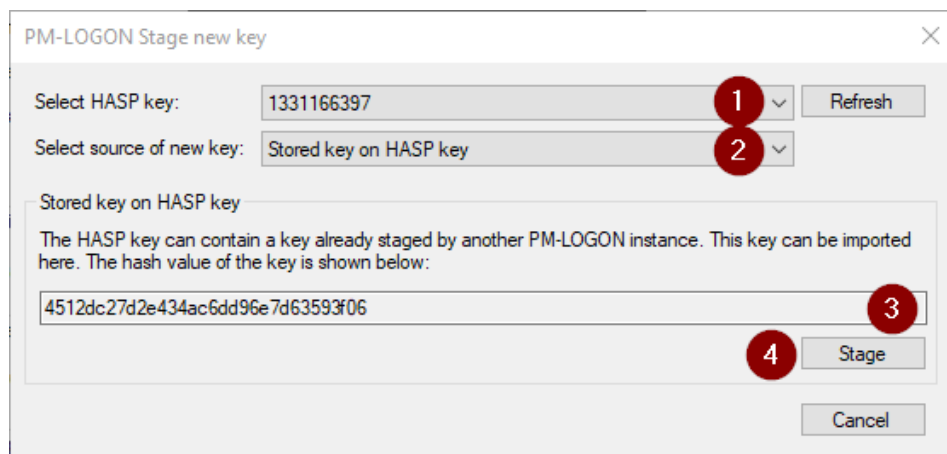 PM-LOGON Stage new key
Select HASP key: 1331166397 1 Refresh
Select source of new key: Stored key on HASP key 2
Stored key on HASP key
The HASP key can contain a key already staged by another PM-LOGON instance. This key can be imported
here. The hash value of the key is shown below:
4512dc27d2e434ac6dd96e7d63593f06 3
4 Stage
Cancel